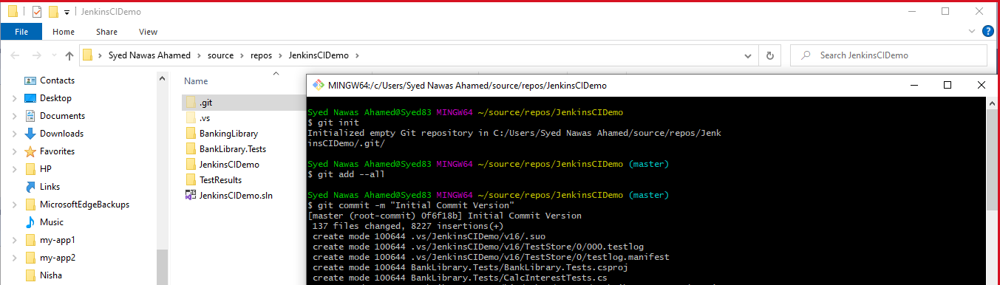 JenkinsCIDemo
File Home Share View
Syed Nawas Ahamed source repos JenkinsCIDemo
Search JenkinsCIDemo
Contacts
Desktop
Documents
Downloads
Favorites
HP
Links
MicrosoftEdgeBackups
Music
my-app1
my-app2
Nisha
Name
.git
.vs
BankingLibrary
BankLibrary.Tests
JenkinsCIDemo
TestResults
JenkinsCIDemo.sln
MINGW64:/c/Users/Syed Nawas Ahamed/source/repos/JenkinsCIDemo
Syed Nawas Ahamed@Syed83 MINGW64 ~/source/repos/JenkinsCIDemo
$ git init
Initialized empty Git repository in C:/Users/Syed Nawas Ahamed/source/repos/Jenk
insCIDemo/.git/
Syed Nawas Ahamed@Syed83 MINGW64 ~/source/repos/JenkinsCIDemo (master)
$ git add --all
Syed Nawas Ahamed@Syed83 MINGW64 ~/source/repos/JenkinsCIDemo (master)
$ git commit -m "Initial Commit Version"
[master (root-commit) 0f6f18b] Initial Commit Version
137 files changed, 8227 insertions(+)
create mode 100644 .vs/JenkinsCIDemo/v16/.suo
create mode 100644 .vs/JenkinsCIDemo/v16/TestStore/0/000.testlog
create mode 100644 .vs/JenkinsCIDemo/v16/TestStore/0/testlog.manifest
create mode 100644 BankLibrary.Tests/BankLibrary.Tests.csproj
create mode 100644 BankLibrary.Tests/CalcInterestTests.cs